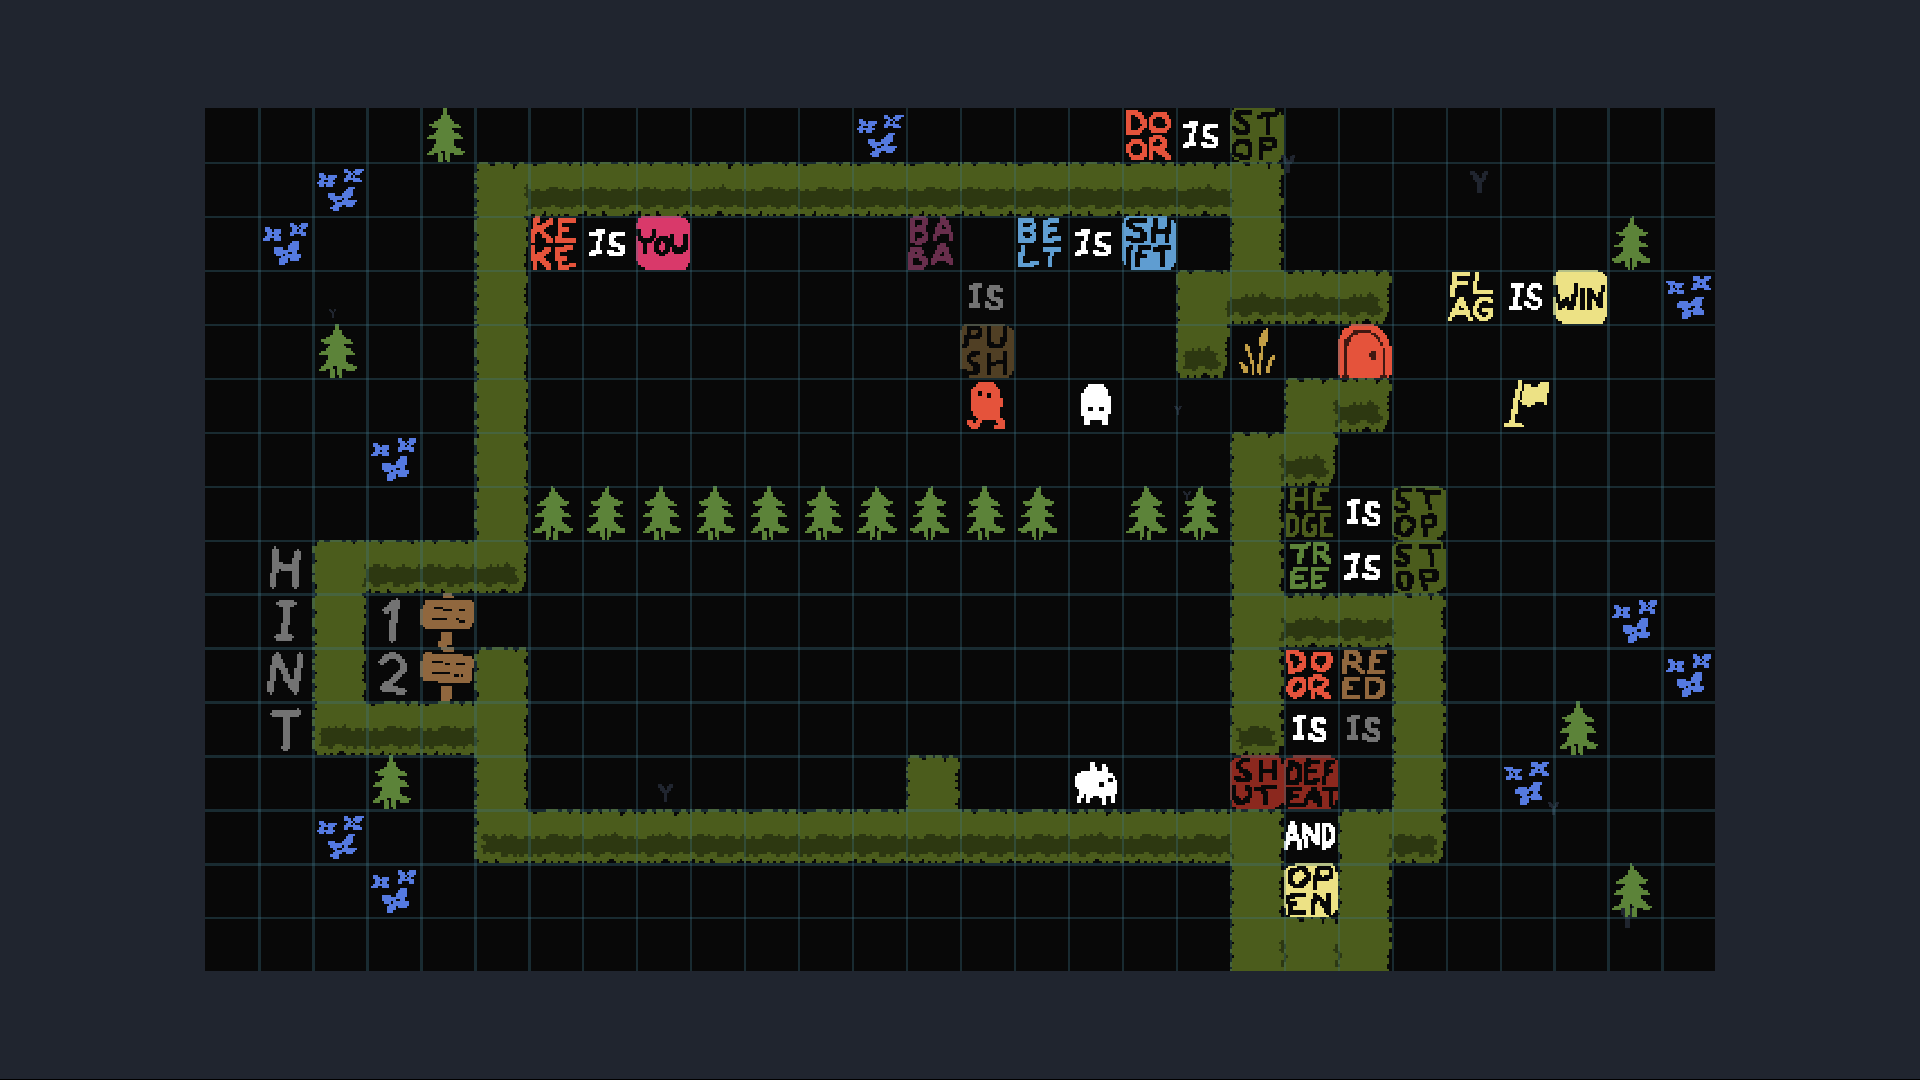 DOOR IS STOP
KEKE IS YOU BABA BELT IS SHIFT
IS FLAG IS WIN
PUSH
HEDGE IS STOP
H TREE IS STOP
I 1
N 2 DOOR REED
T IS IS
SHUT DEFEAT
AND
OPEN